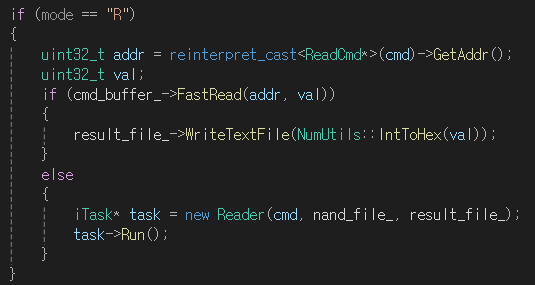 if (mode == "R")
{
    uint32_t addr = reinterpret_cast<ReadCmd*>(cmd)->GetAddr();
    uint32_t val;
    if (cmd_buffer_->FastRead(addr, val))
    {
        result_file_->WriteTextFile(NumUtils::IntToHex(val));
    }
    else
    {
        iTask* task = new Reader(cmd, nand_file_, result_file_);
        task->Run();
    }
}